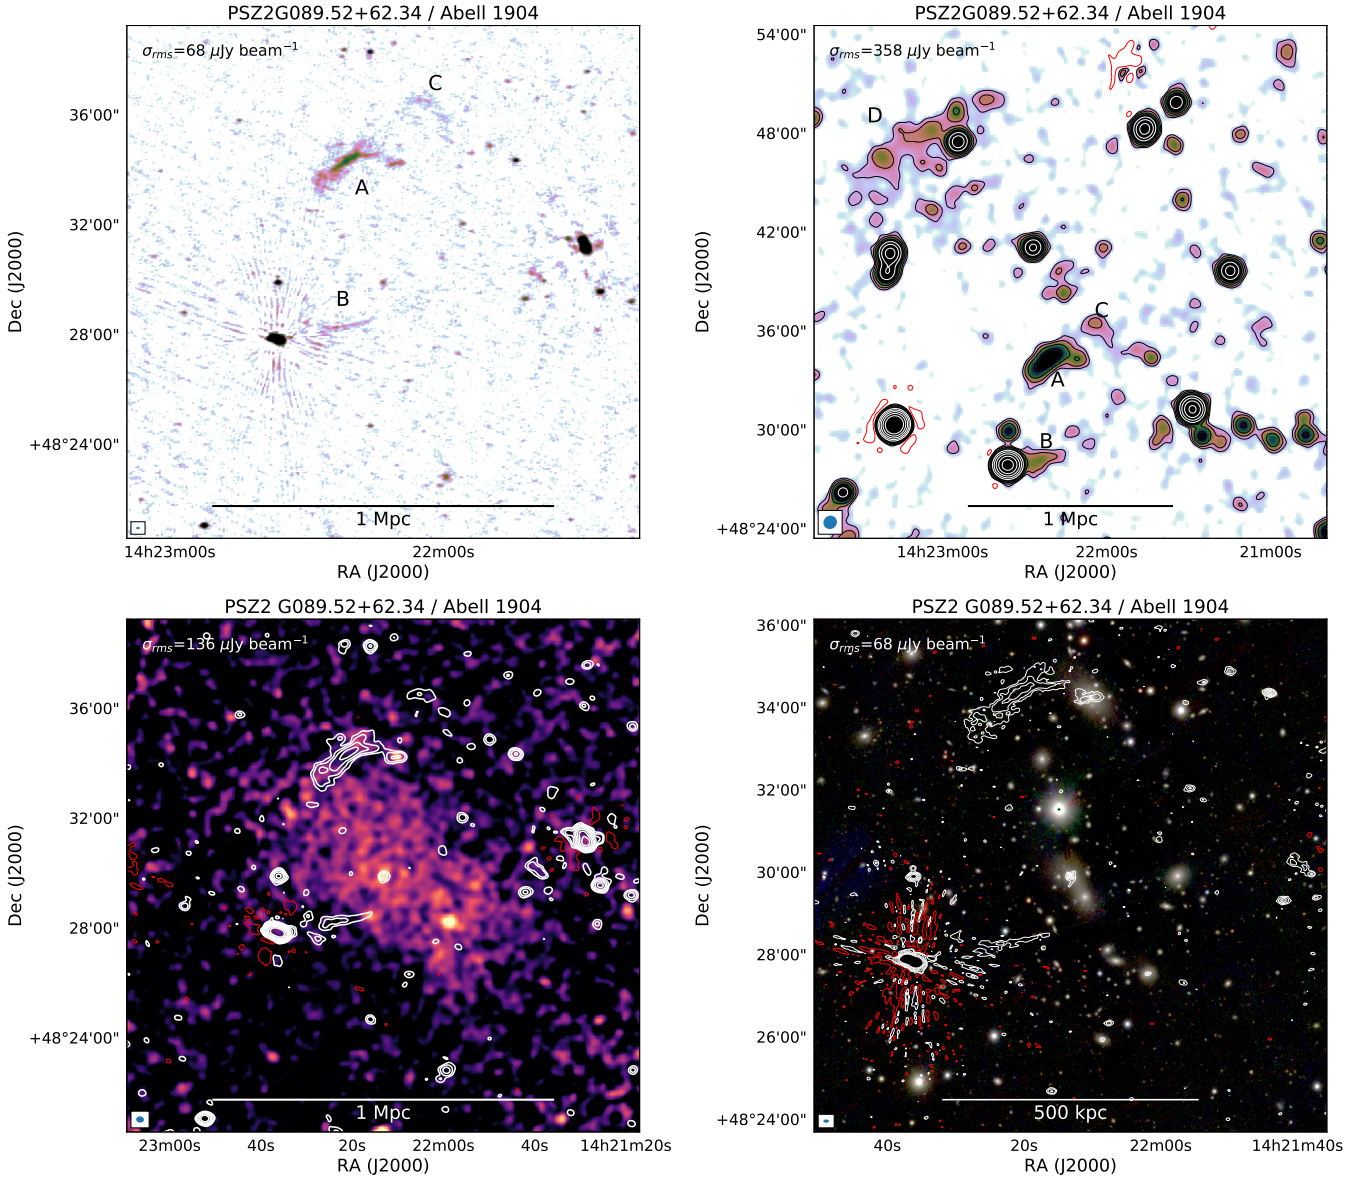 PSZ2G089.52+62.34 / Abell 1904
σrms=68 μJy beam⁻¹
C
A
B
36'00"
32'00"
28'00"
+48°24'00"
1 Mpc
14h23m00s
22m00s
RA (J2000)
Dec (J2000)
PSZ2G089.52+62.34 / Abell 1904
σrms=358 μJy beam⁻¹
D
C
A
B
54'00"
48'00"
42'00"
36'00"
30'00"
+48°24'00"
1 Mpc
14h23m00s
22m00s
21m00s
RA (J2000)
Dec (J2000)
PSZ2 G089.52+62.34 / Abell 1904
σrms=136 μJy beam⁻¹
36'00"
32'00"
28'00"
+48°24'00"
1 Mpc
23m00s
40s
20s
22m00s
40s
14h21m20s
RA (J2000)
Dec (J2000)
PSZ2 G089.52+62.34 / Abell 1904
σrms=68 μJy beam⁻¹
36'00"
34'00"
32'00"
30'00"
28'00"
26'00"
+48°24'00"
500 kpc
40s
20s
22m00s
14h21m40s
RA (J2000)
Dec (J2000)